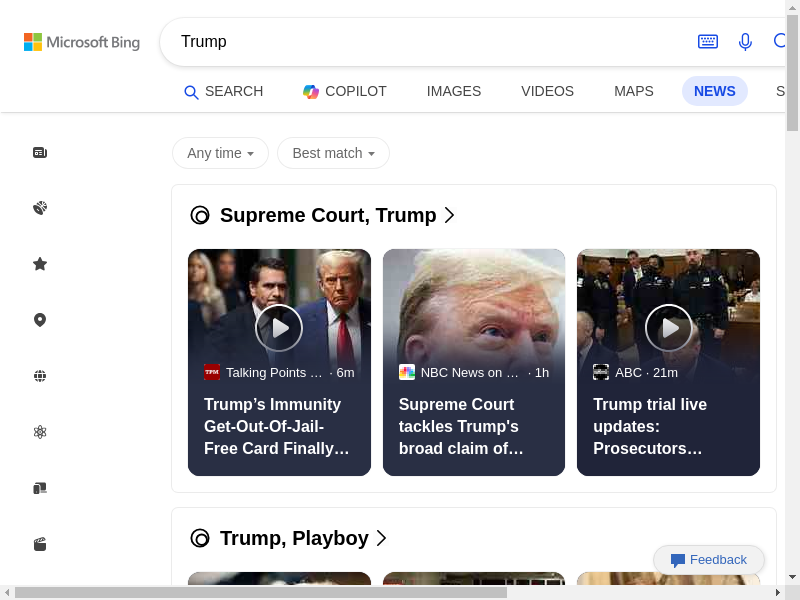 Microsoft Bing
Trump
SEARCH
COPILOT
IMAGES
VIDEOS
MAPS
NEWS
S
Any time
Best match
Supreme Court, Trump
TPM
Talking Points ... · 6m
Trump's Immunity
Get-Out-Of-Jail-
Free Card Finally...
NBC News on ... · 1h
Supreme Court
tackles Trump's
broad claim of...
ABC · 21m
Trump trial live
updates:
Prosecutors...
Trump, Playboy
Feedback